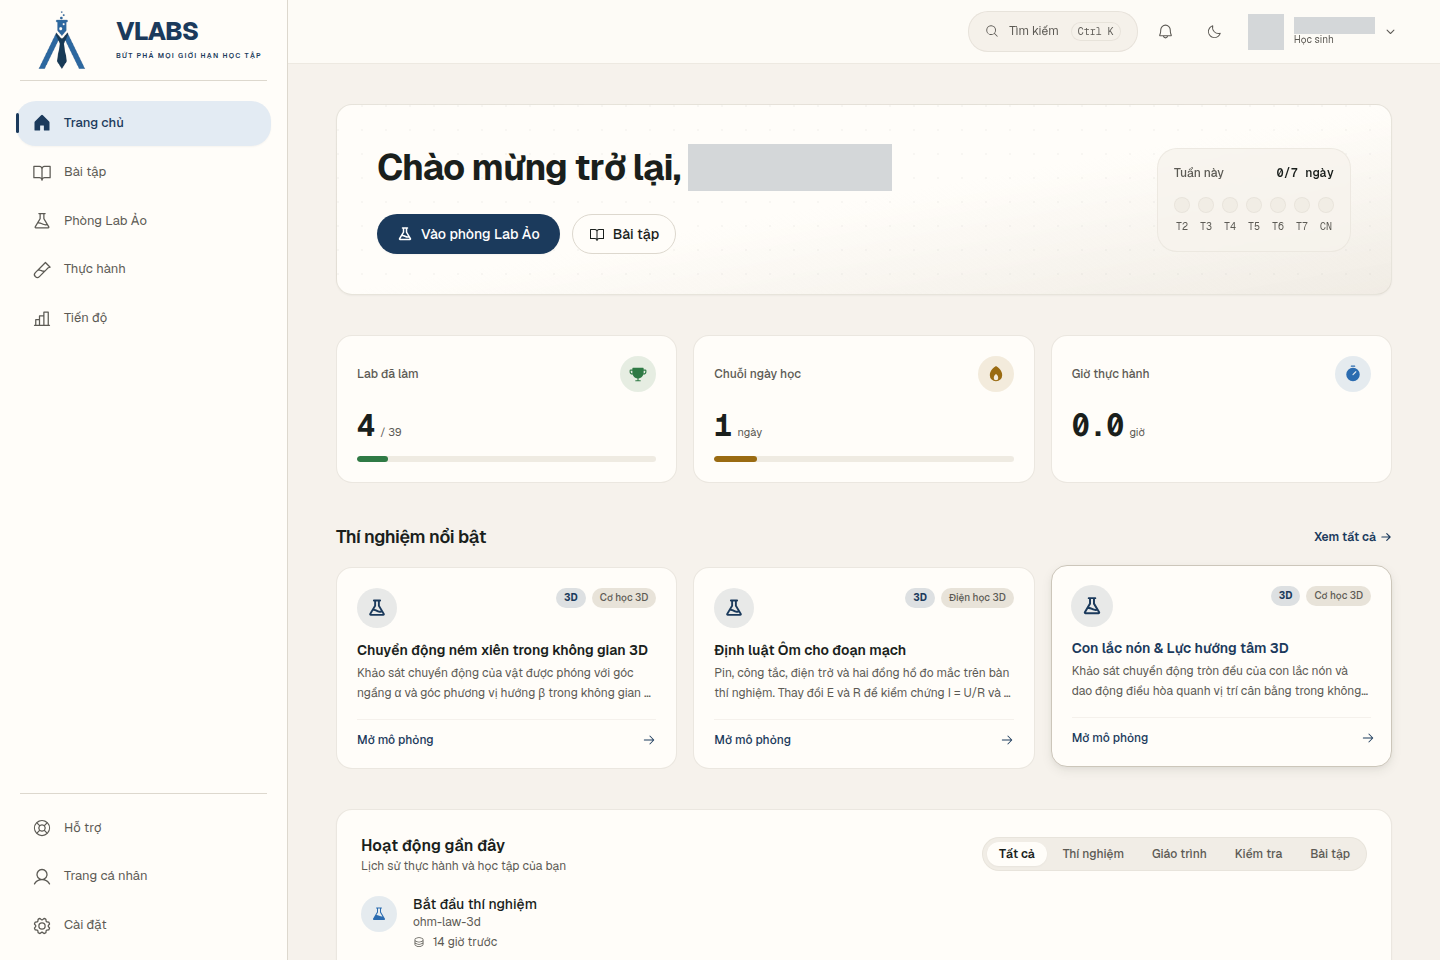 VLABS
BỨT PHÁ MỌI GIỚI HẠN HỌC TẬP
Tìm kiếm
Ctrl K
Học sinh
Trang chủ
Bài tập
Phòng Lab Ảo
Thực hành
Tiến độ
Hỗ trợ
Trang cá nhân
Cài đặt
Chào mừng trở lại,
Vào phòng Lab Ảo
Bài tập
Tuần này
0/7 ngày
T2 T3 T4 T5 T6 T7 CN
Lab đã làm
4 / 39
Chuỗi ngày học
1 ngày
Giờ thực hành
0.0 giờ
Thí nghiệm nổi bật
Xem tất cả
3D
Cơ học 3D
Chuyển động ném xiên trong không gian 3D
Khảo sát chuyển động của vật được phóng với góc
ngẩng α và góc phương vị hướng β trong không gian ...
Mở mô phỏng
3D
Điện học 3D
Định luật Ôm cho đoạn mạch
Pin, công tắc, điện trở và hai đồng hồ đo mắc trên bàn
thí nghiệm. Thay đổi E và R để kiểm chứng I = U/R và ...
Mở mô phỏng
3D
Cơ học 3D
Con lắc nón & Lực hướng tâm 3D
Khảo sát chuyển động tròn đều của con lắc nón và
dao động điều hòa quanh vị trí cân bằng trong không...
Mở mô phỏng
Hoạt động gần đây
Lịch sử thực hành và học tập của bạn
Tất cả
Thí nghiệm
Giáo trình
Kiểm tra
Bài tập
Bắt đầu thí nghiệm
ohm-law-3d
14 giờ trước